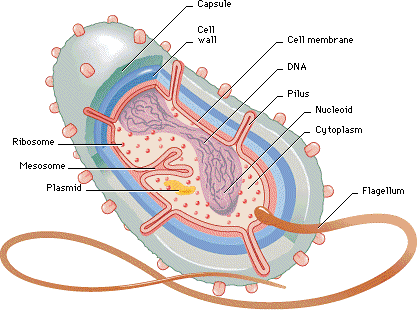 Capsule
Cell
wall
Cell membrane
DNA
Pilus
Nucleoid
Cytoplasm
Ribosome
Mesosome
Plasmid
Flagellum